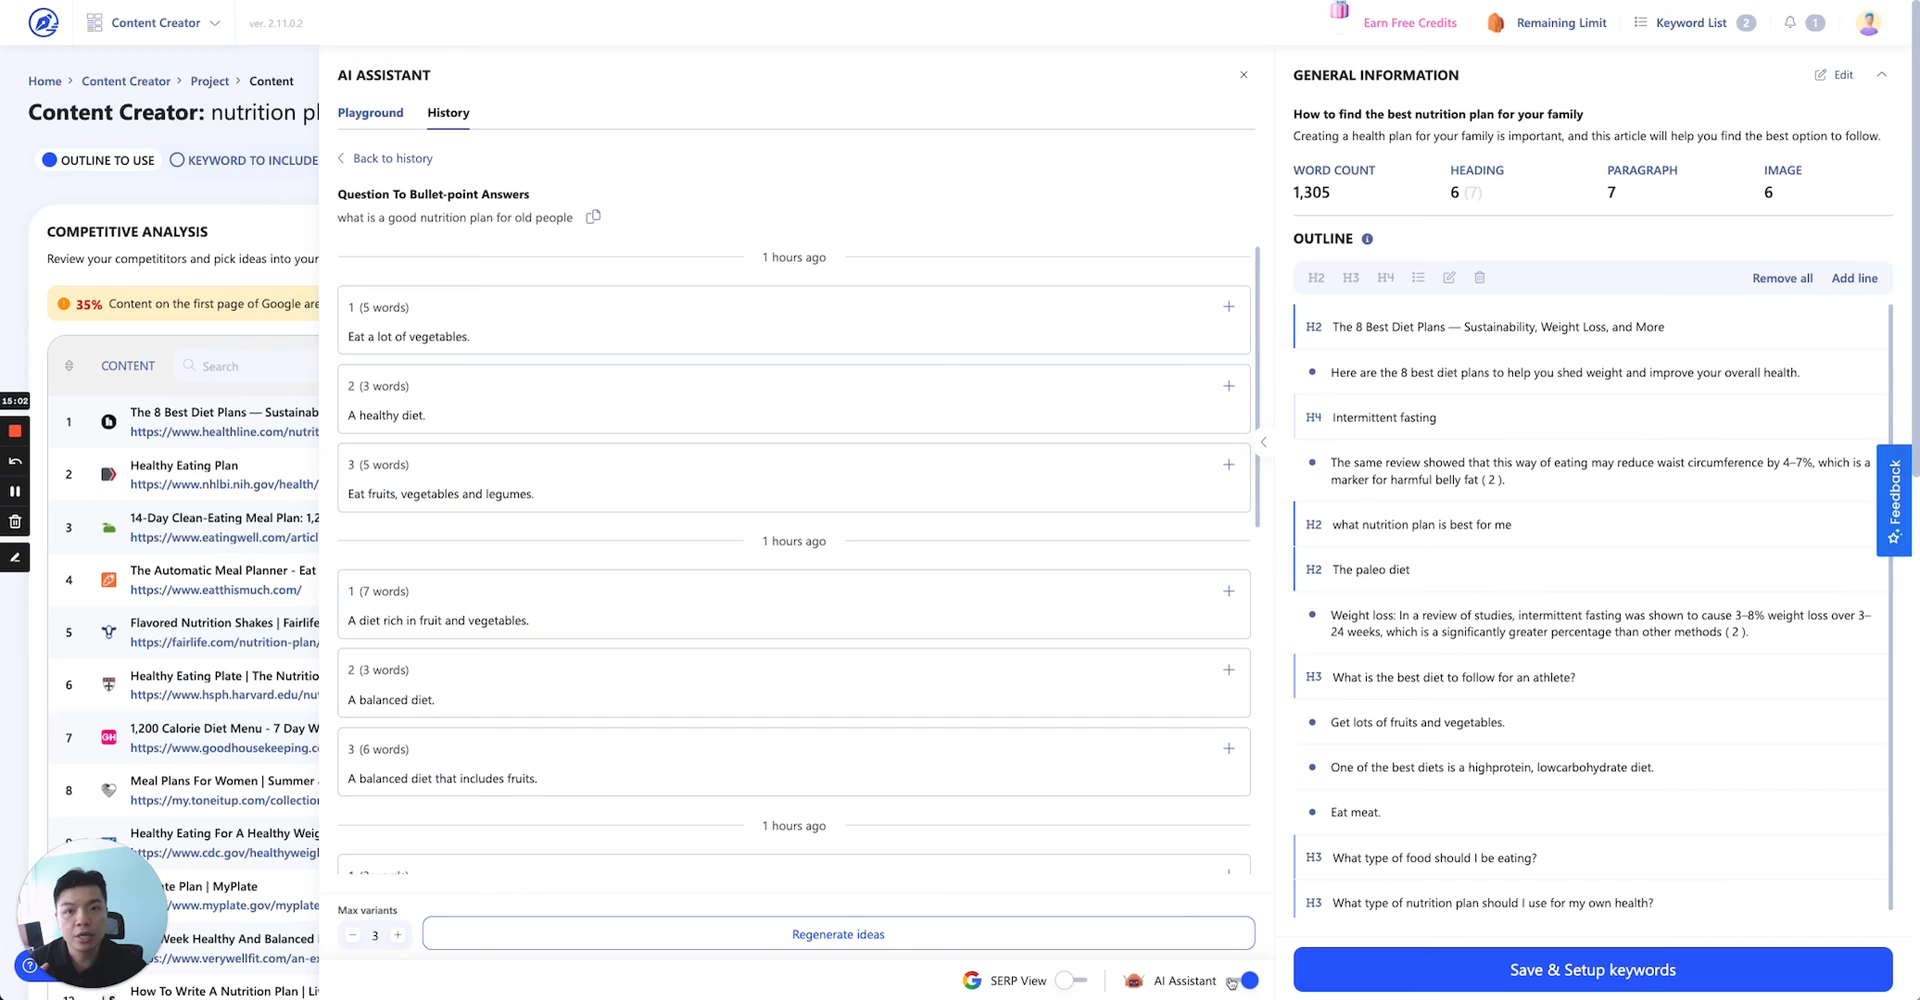 Content Creator
ver. 2.11.0.2
Earn Free Credits
Remaining Limit
Keyword List 2
1
Home > Content Creator > Project > Content
Content Creator: nutrition pl
OUTLINE TO USE
KEYWORD TO INCLUDE
COMPETITIVE ANALYSIS
Review your competitors and pick ideas into your
35% Content on the first page of Google are
CONTENT
Search
15:02
1
The 8 Best Diet Plans — Sustainab
https://www.healthline.com/nutrit
2
Healthy Eating Plan
https://www.nhlbi.nih.gov/health/
3
14-Day Clean-Eating Meal Plan: 1,2
https://www.eatingwell.com/articl
4
The Automatic Meal Planner - Eat
https://www.eatthismuch.com/
5
Flavored Nutrition Shakes | Fairlife
https://fairlife.com/nutrition-plan/
6
Healthy Eating Plate | The Nutritio
https://www.hsph.harvard.edu/nut
7
GH
1,200 Calorie Diet Menu - 7 Day W
https://www.goodhousekeeping.co
8
Meal Plans For Women | Summer
https://my.toneitup.com/collection
Healthy Eating For A Healthy Weig
https://www.cdc.gov/healthyweigh
te Plan | MyPlate
www.myplate.gov/myplate
Week Healthy And Balanced
s://www.verywellfit.com/an-ex
How To Write A Nutrition Plan | Li
AI ASSISTANT
Playground
History
Back to history
Question To Bullet-point Answers
what is a good nutrition plan for old people
1 hours ago
1 (5 words)
Eat a lot of vegetables.
2 (3 words)
A healthy diet.
3 (5 words)
Eat fruits, vegetables and legumes.
1 hours ago
1 (7 words)
A diet rich in fruit and vegetables.
2 (3 words)
A balanced diet.
3 (6 words)
A balanced diet that includes fruits.
1 hours ago
Max variants
− 3 +
Regenerate ideas
SERP View
AI Assistant
GENERAL INFORMATION
Edit
How to find the best nutrition plan for your family
Creating a health plan for your family is important, and this article will help you find the best option to follow.
WORD COUNT HEADING PARAGRAPH IMAGE
1,305 6 (7) 7 6
OUTLINE
H2 H3 H4
Remove all Add line
H2 The 8 Best Diet Plans — Sustainability, Weight Loss, and More
Here are the 8 best diet plans to help you shed weight and improve your overall health.
H4 Intermittent fasting
The same review showed that this way of eating may reduce waist circumference by 4–7%, which is a
marker for harmful belly fat ( 2 ).
H2 what nutrition plan is best for me
H2 The paleo diet
Weight loss: In a review of studies, intermittent fasting was shown to cause 3–8% weight loss over 3–
24 weeks, which is a significantly greater percentage than other methods ( 2 ).
H3 What is the best diet to follow for an athlete?
Get lots of fruits and vegetables.
One of the best diets is a highprotein, lowcarbohydrate diet.
Eat meat.
H3 What type of food should I be eating?
H3 What type of nutrition plan should I use for my own health?
Save & Setup keywords
Feedback